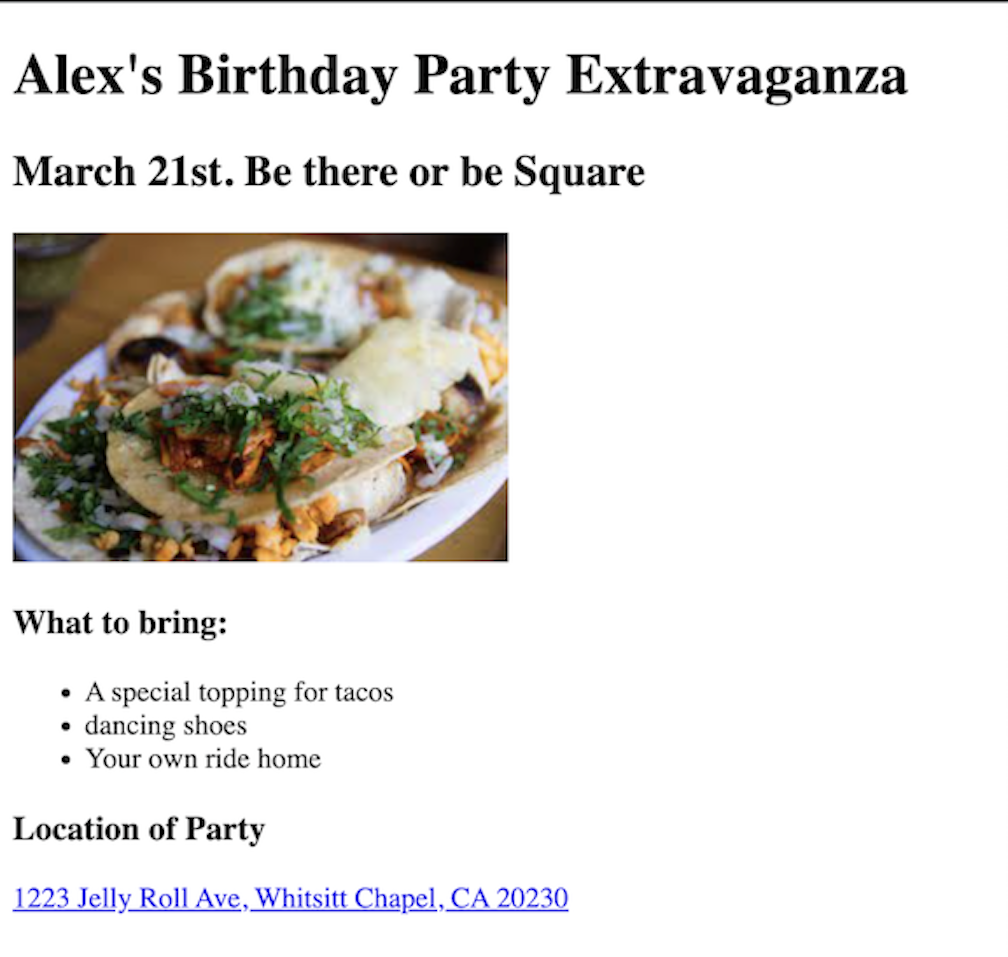 Alex's Birthday Party Extravaganza
March 21st. Be there or be Square
What to bring:
• A special topping for tacos
• dancing shoes
• Your own ride home
Location of Party
1223 Jelly Roll Ave, Whitsitt Chapel, CA 20230